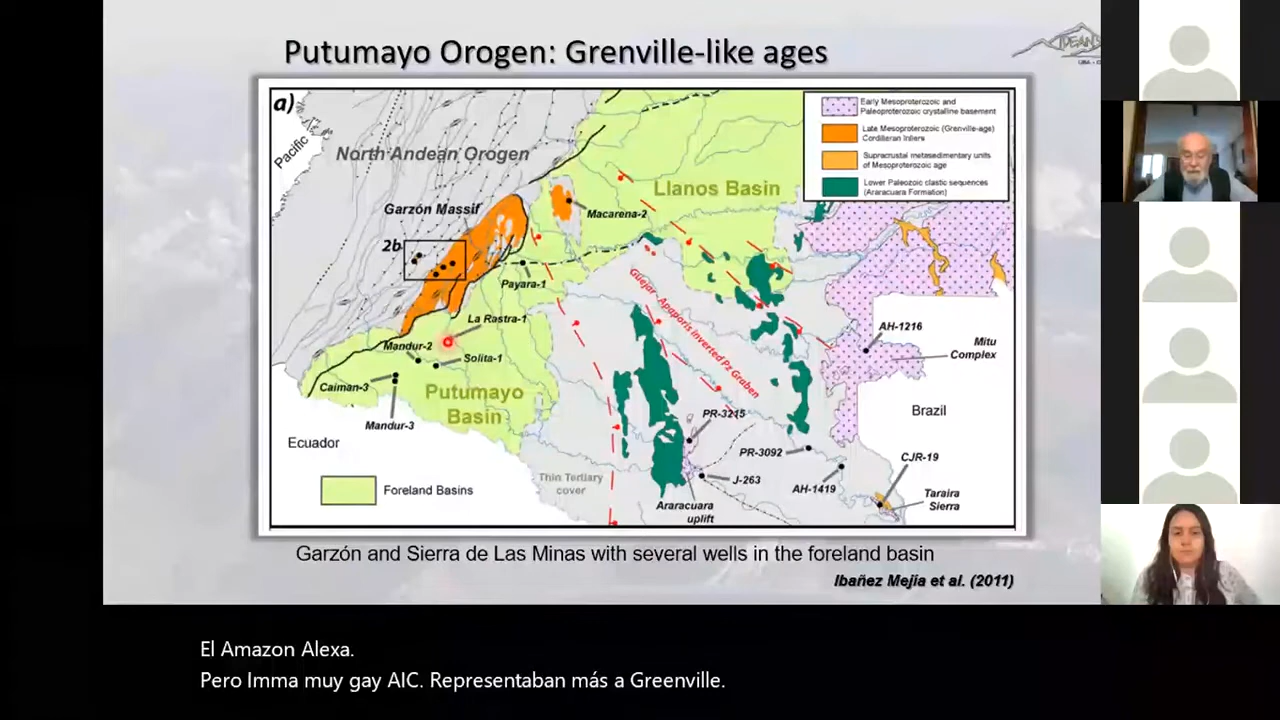 Putumayo Orogen: Grenville-like ages
IDEAN
UBA -
a)
Pacific
North Andean Orogen
Garzón Massif
2b
Llanos Basin
Macarena-2
Payara-1
La Rastra-1
Mandur-2
Solita-1
Caiman-3
Mandur-3
Putumayo
Basin
Ecuador
Foreland Basins
Güejar - Apaporis inverted Pz Graben
Early Mesoproterozoic and
Paleoproterozoic crystalline basement
Late Mesoproterozoic (Grenville-age)
Cordilleran Inliers
Supracrustal metasedimentary units
of Mesoproterozoic age
Lower Paleozoic clastic sequences
(Araracuara Formation)
AH-1216
Mitu
Complex
Brazil
PR-3215
PR-3092
CJR-19
J-263
AH-1419
Taraira
Sierra
Thin Tertiary
cover
Araracuara
uplift
Garzón and Sierra de Las Minas with several wells in the foreland basin
Ibañez Mejia et al. (2011)
El Amazon Alexa.
Pero Imma muy gay AIC. Representaban más a Greenville.